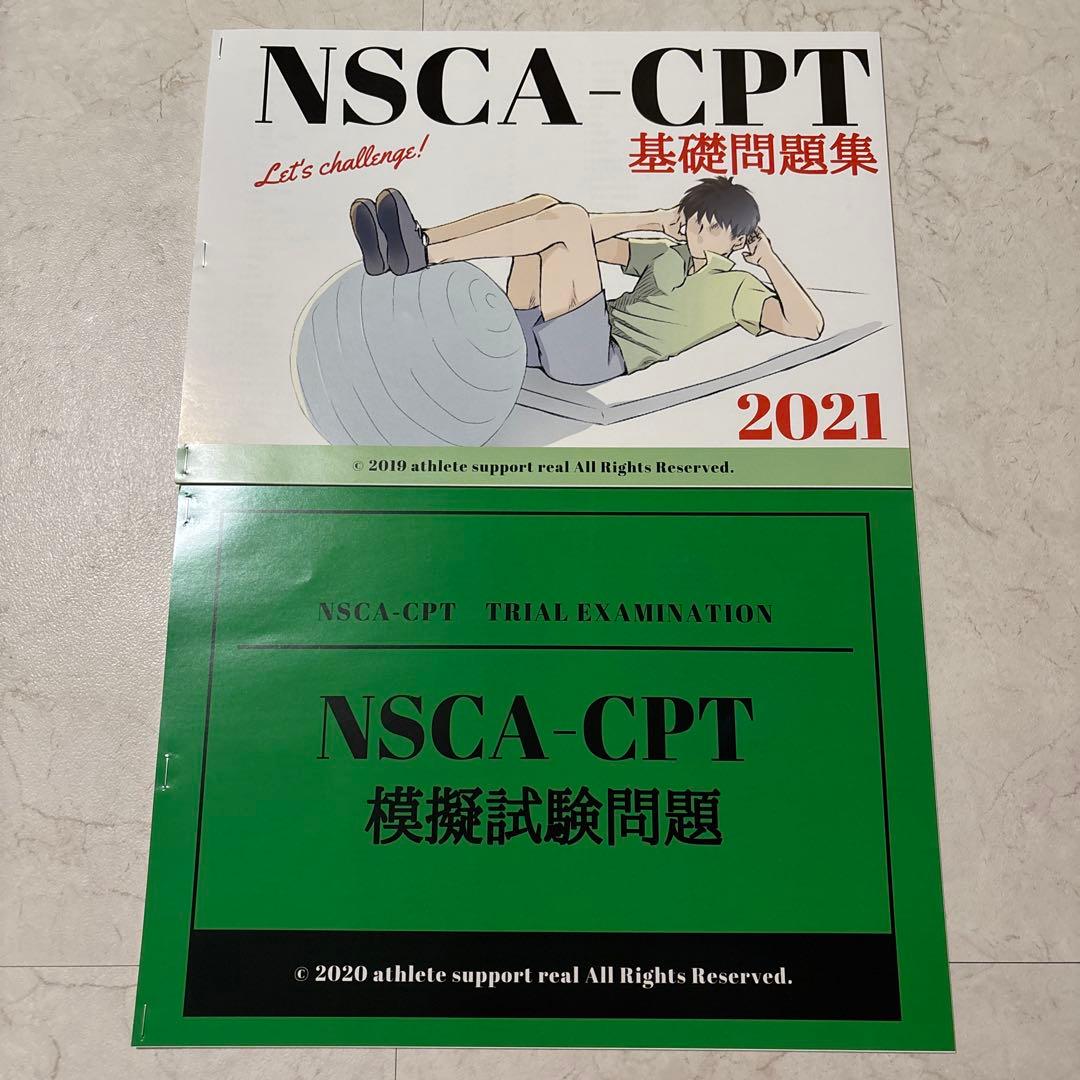 NSCA-CPT
Let's challenge!
基礎問題集
2021
© 2019 athlete support real All Rights Reserved.
NSCA-CPT TRIAL EXAMINATION
NSCA-CPT
模擬試験問題
© 2020 athlete support real All Rights Reserved.